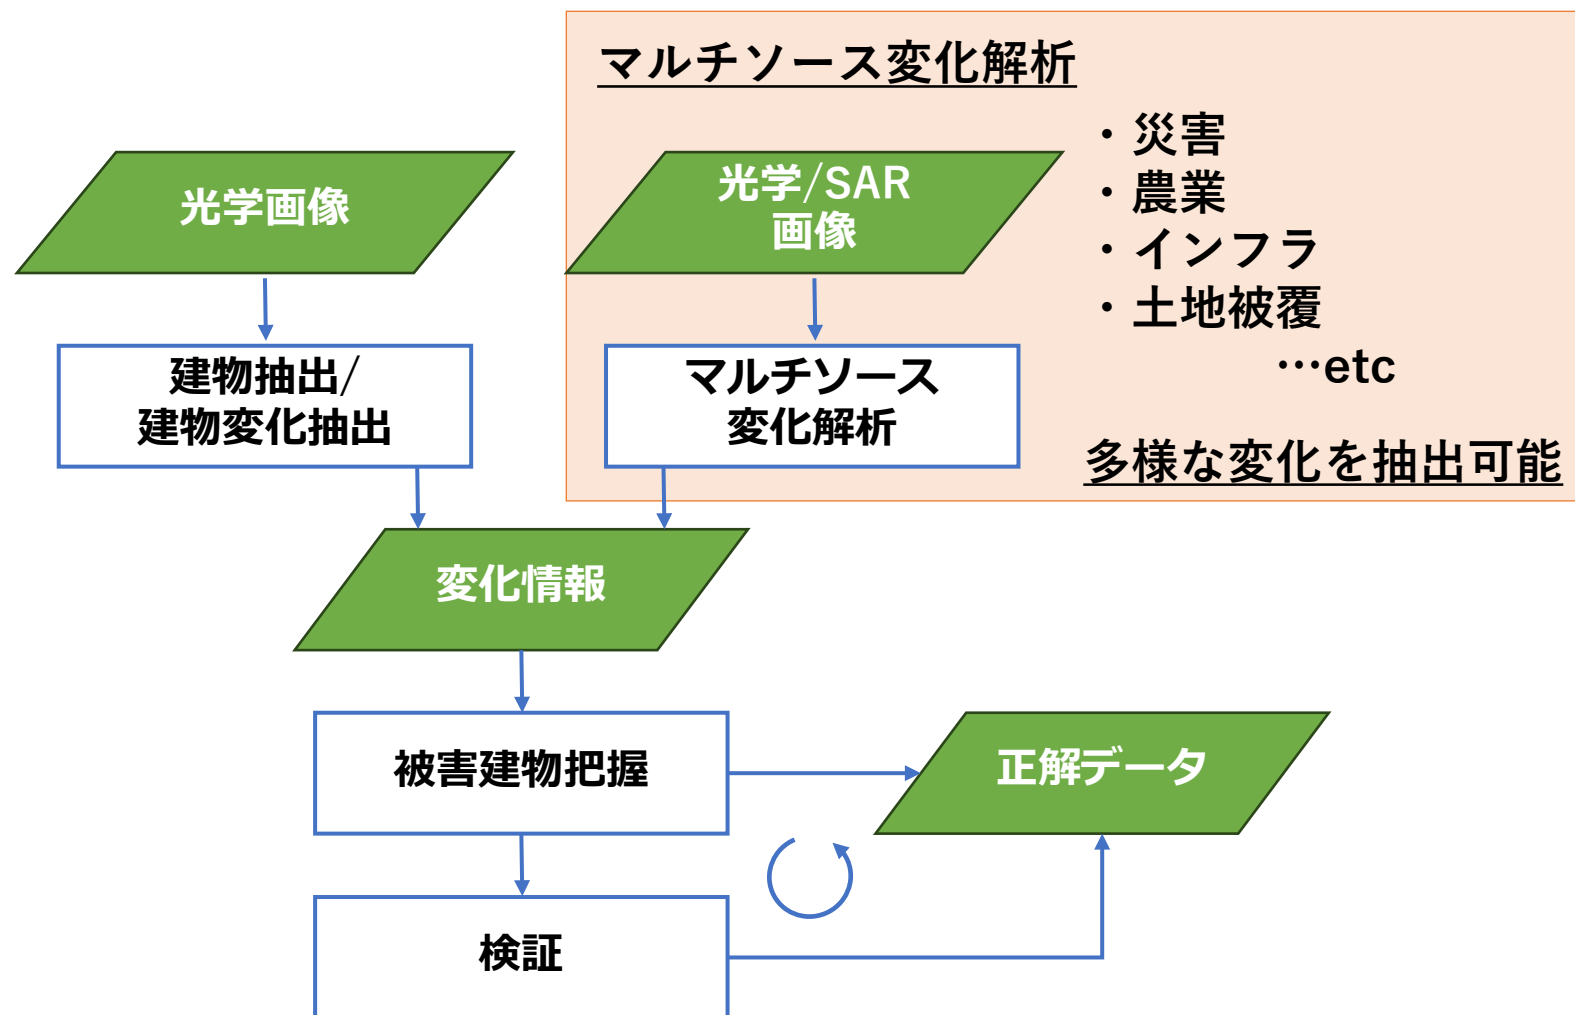 マルチソース変化解析
・災害
・農業
・インフラ
・土地被覆
…etc
多様な変化を抽出可能
光学画像
光学/SAR
画像
建物抽出/
建物変化抽出
マルチソース
変化解析
変化情報
被害建物把握
正解データ
検証